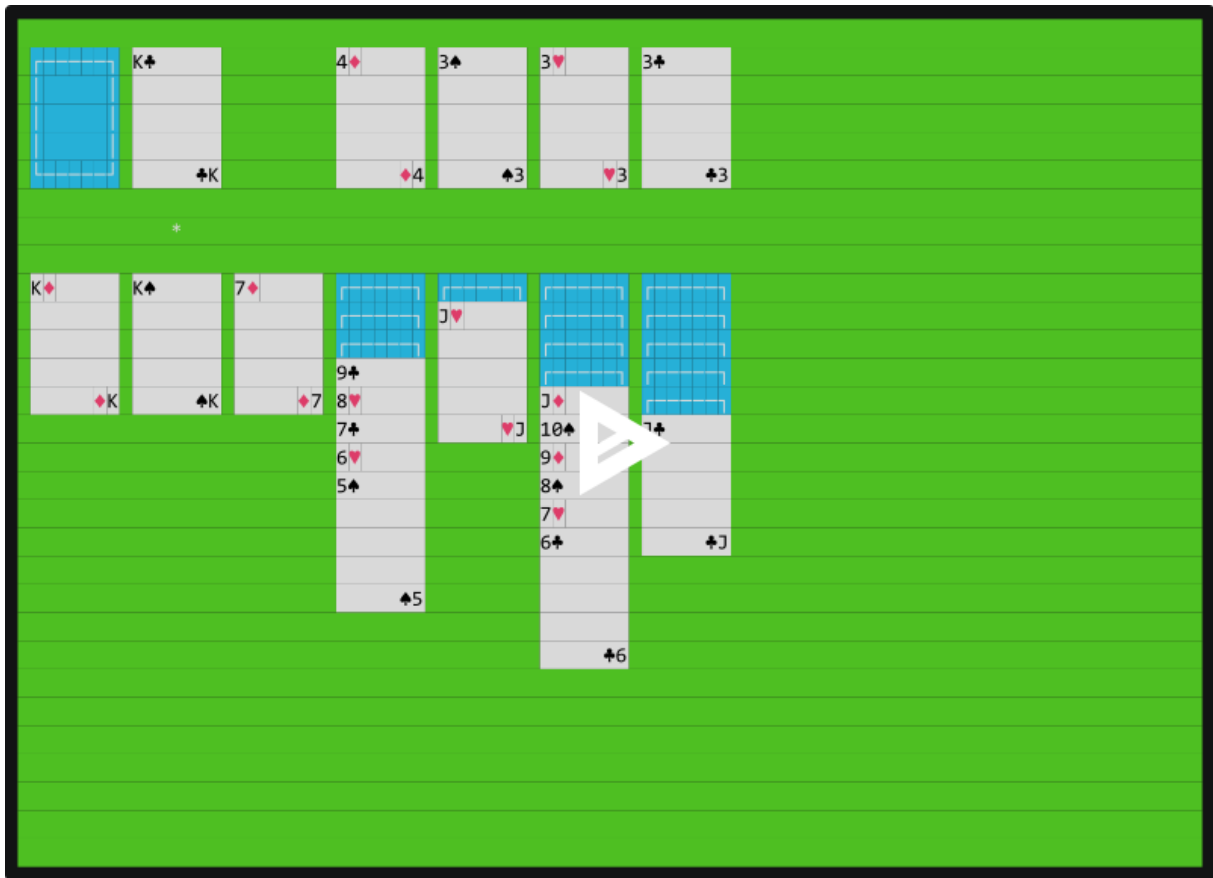 K♣ 4♦ 3♠ 3♥ 3♣
♣K ♦4 ♠3 ♥3 ♣3
*
K♦ K♠ 7♦
J♥
9♣
♦K ♠K ♦7 8♥ J♦
7♣ ♥J 10♠ J♣
6♥ 9♦
5♠ 8♠
7♥
6♣ ♣J
♠5
♣6